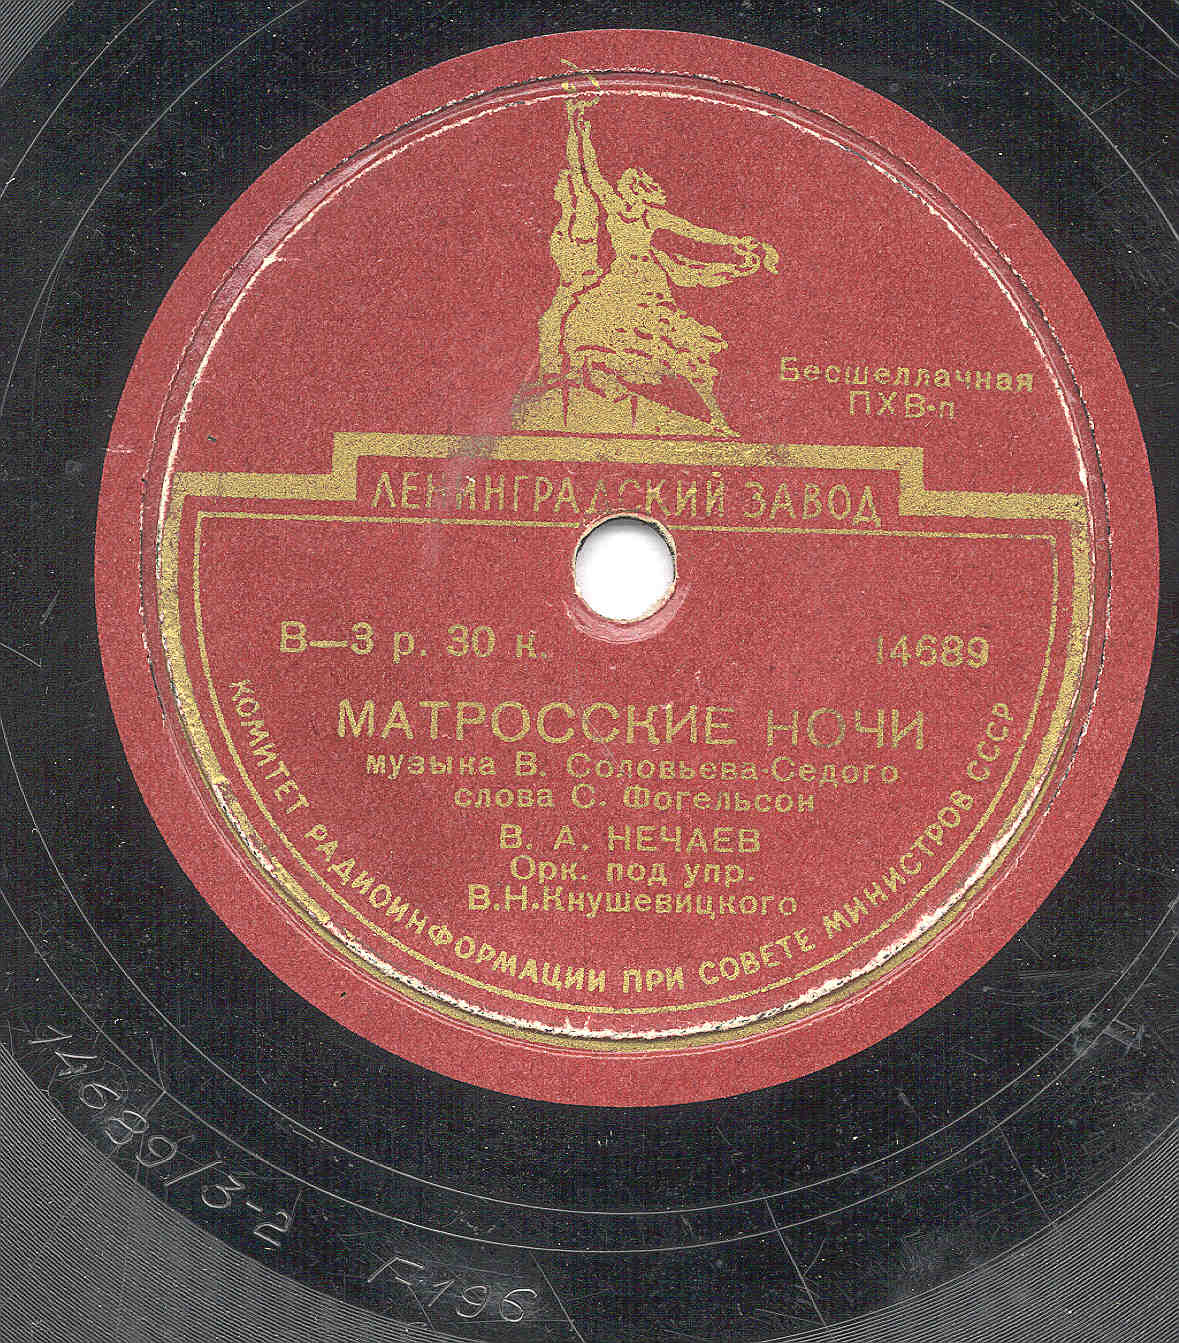 Бесшеллачная
ПХВ-п
ЛЕНИНГРАДСКИЙ ЗАВОД
В—3 р. 30 к.
14689
МАТРОССКИЕ НОЧИ
музыка В. Соловьева-Седого
слова С. Фогельсон
В. А. НЕЧАЕВ
Орк. под упр.
В.Н.Кнушевицкого
КОМИТЕТ РАДИОИНФОРМАЦИИ ПРИ СОВЕТЕ МИНИСТРОВ СССР
14689/3-2
Г-196